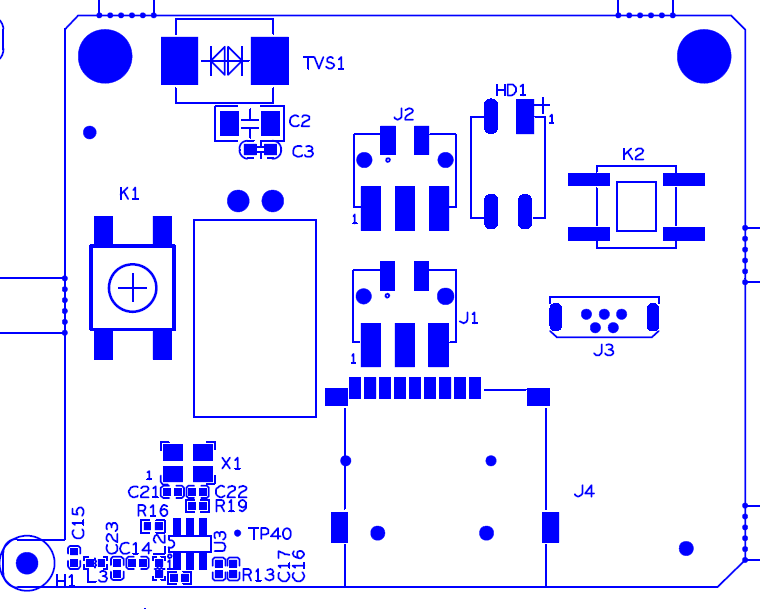 TVS1
HD1
J2
1
C2
C3
K2
K1
1
J1
J3
1
X1
1
J4
C21
C22
R19
R16
C15
C23
TP40
L2
U3
C14
C17
C16
L3
R13
H1